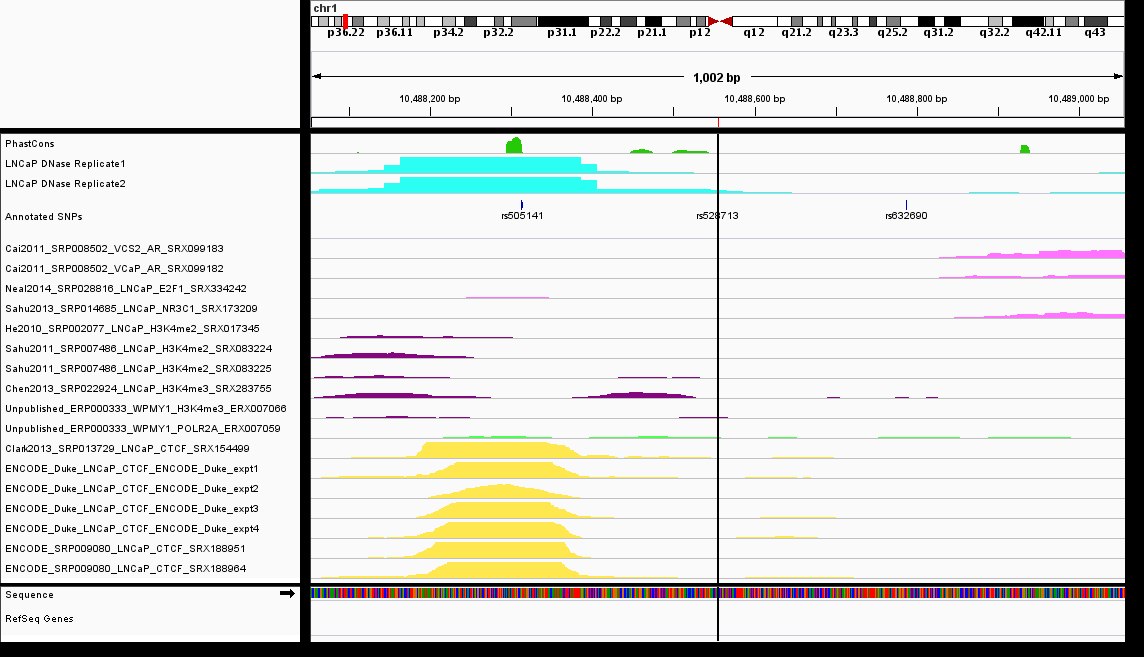 chr1
p36.22 p36.11 p34.2 p32.2 p31.1 p22.2 p21.1 p12 q12 q21.2 q23.3 q25.2 q31.2 q32.2 q42.11 q43
1,002 bp
10,488,200 bp 10,488,400 bp 10,488,600 bp 10,488,800 bp 10,489,000 bp
PhastCons
LNCaP DNase Replicate1
LNCaP DNase Replicate2
Annotated SNPs rs505141 rs528713 rs632690
Cai2011_SRP008502_VCS2_AR_SRX099183
Cai2011_SRP008502_VCaP_AR_SRX099182
Neal2014_SRP028816_LNCaP_E2F1_SRX334242
Sahu2013_SRP014685_LNCaP_NR3C1_SRX173209
He2010_SRP002077_LNCaP_H3K4me2_SRX017345
Sahu2011_SRP007486_LNCaP_H3K4me2_SRX083224
Sahu2011_SRP007486_LNCaP_H3K4me2_SRX083225
Chen2013_SRP022924_LNCaP_H3K4me3_SRX283755
Unpublished_ERP000333_WPMY1_H3K4me3_ERX007066
Unpublished_ERP000333_WPMY1_POLR2A_ERX007059
Clark2013_SRP013729_LNCaP_CTCF_SRX154499
ENCODE_Duke_LNCaP_CTCF_ENCODE_Duke_expt1
ENCODE_Duke_LNCaP_CTCF_ENCODE_Duke_expt2
ENCODE_Duke_LNCaP_CTCF_ENCODE_Duke_expt3
ENCODE_Duke_LNCaP_CTCF_ENCODE_Duke_expt4
ENCODE_SRP009080_LNCaP_CTCF_SRX188951
ENCODE_SRP009080_LNCaP_CTCF_SRX188964
Sequence
RefSeq Genes